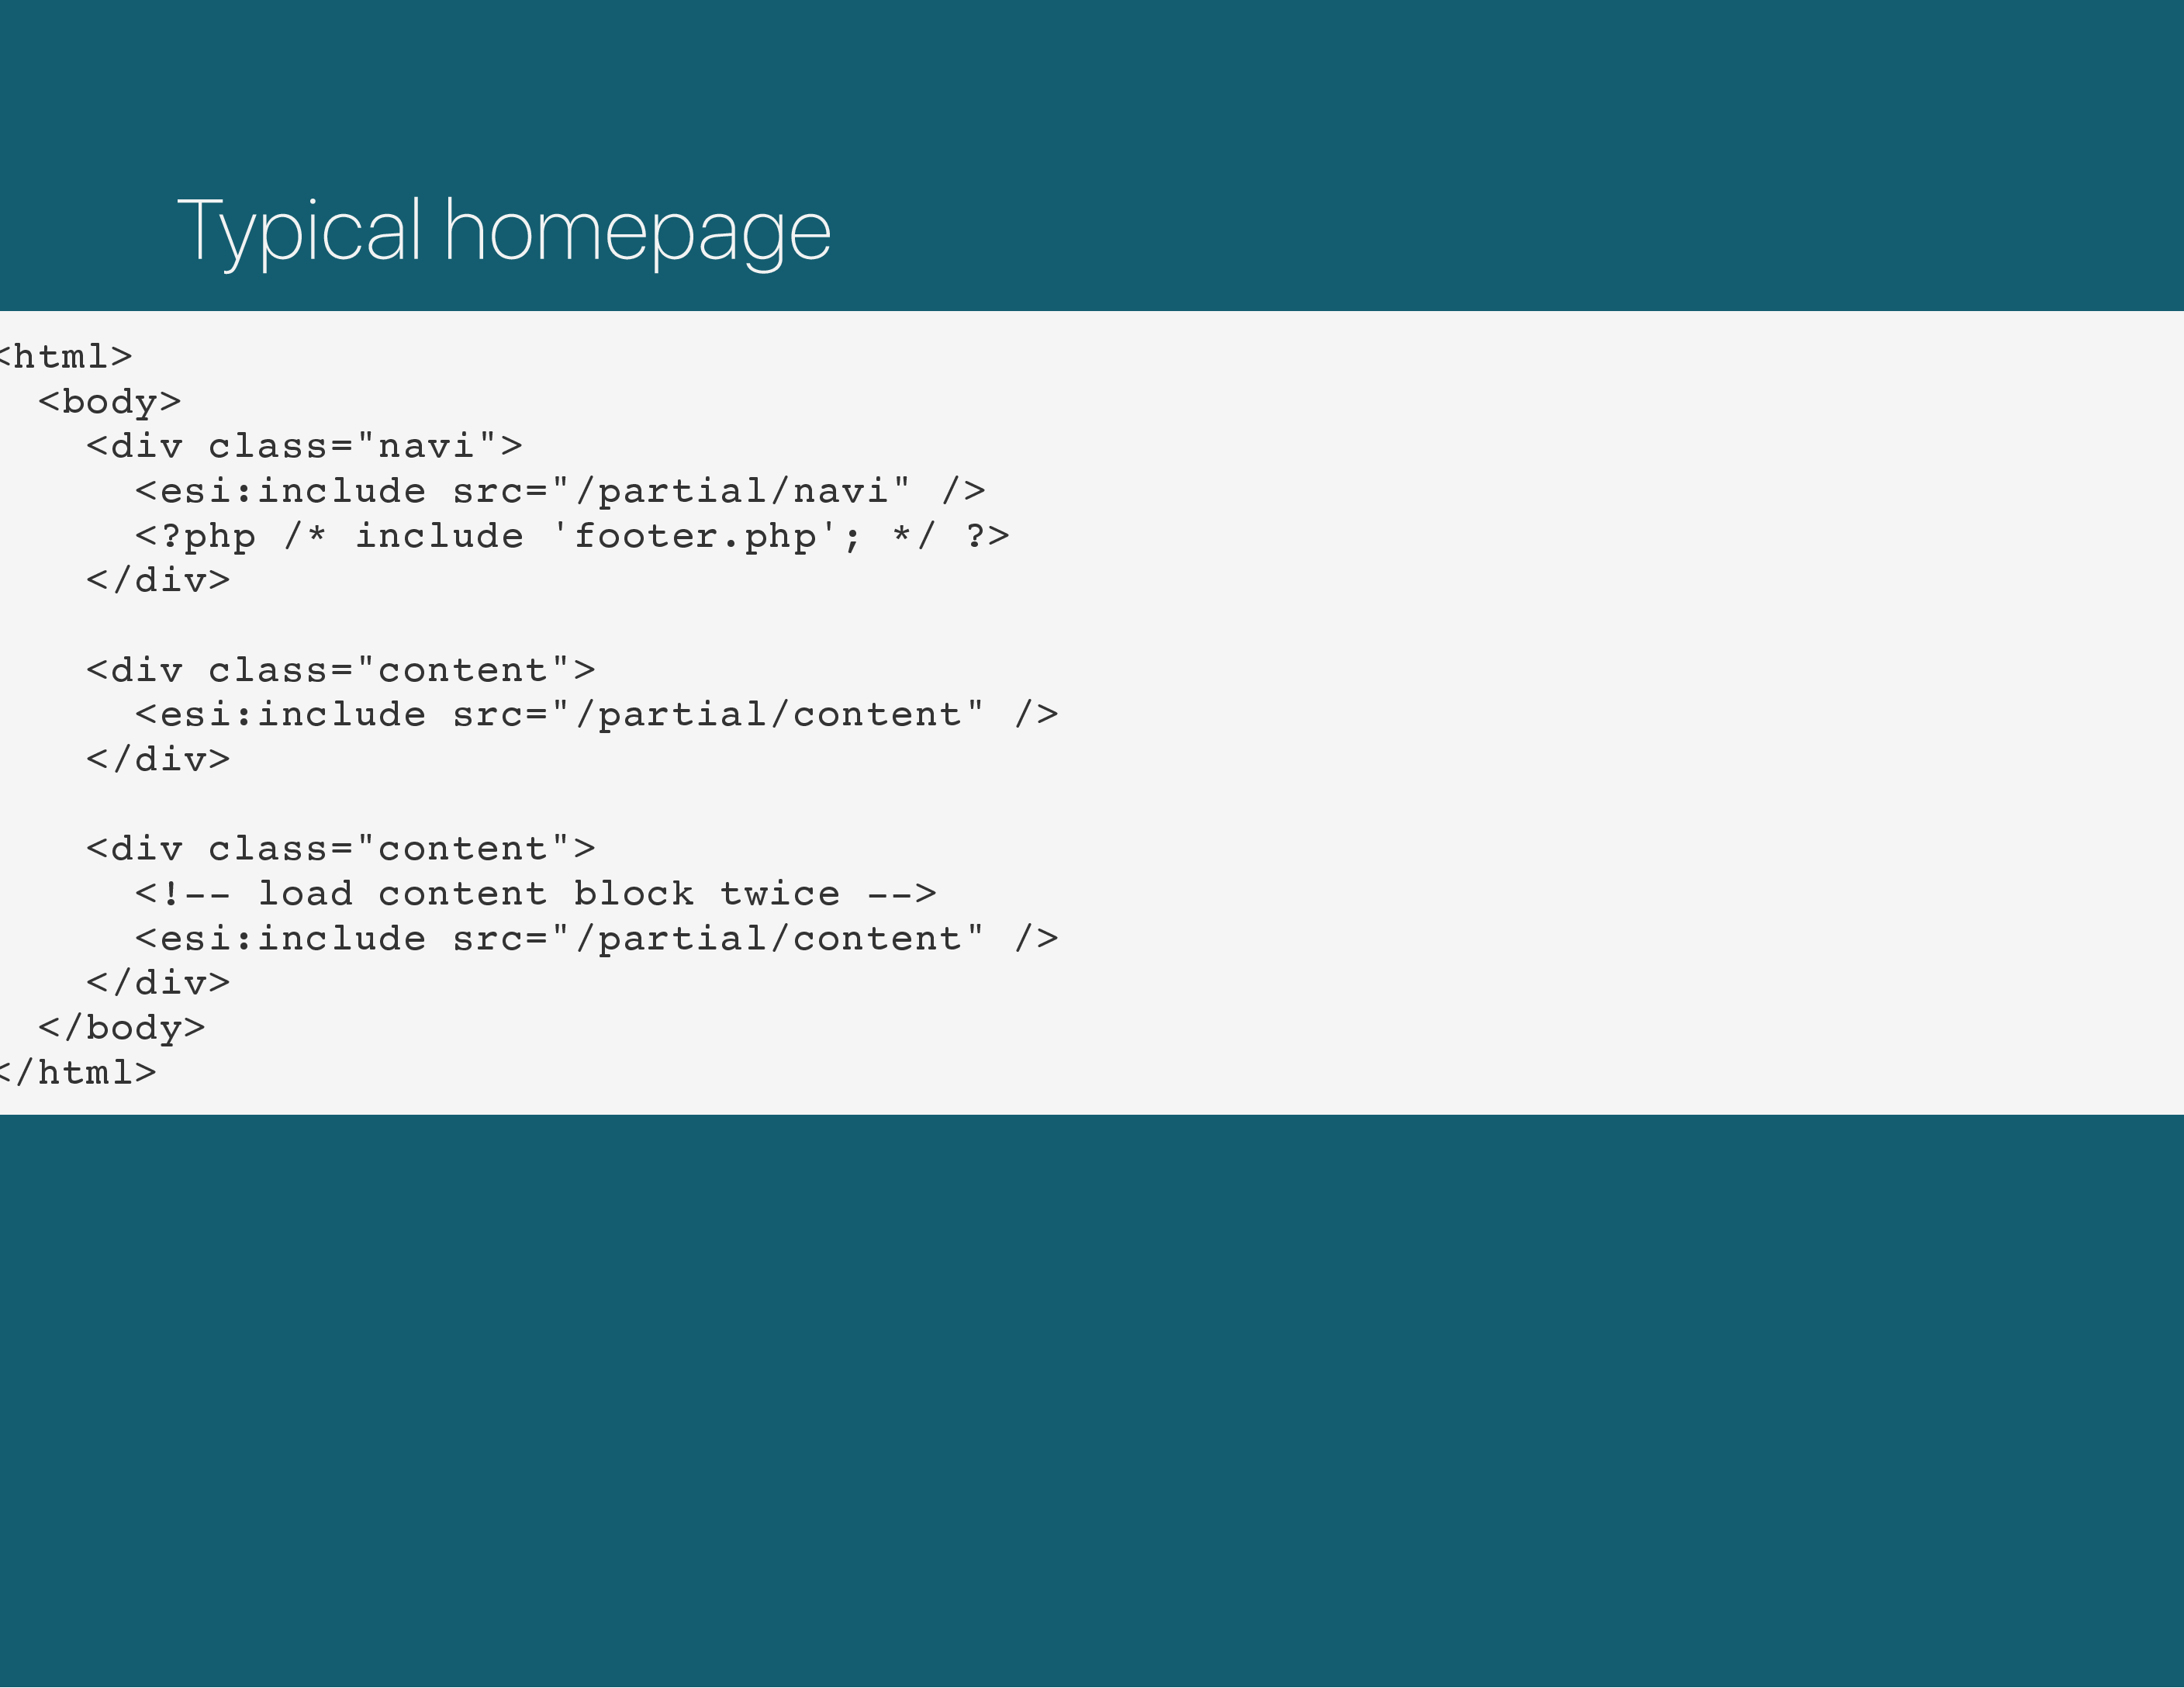 Typical homepage
<html>
  <body>
    <div class="navi">
      <esi:include src="/partial/navi" />
      <?php /* include 'footer.php'; */ ?>
    </div>

    <div class="content">
      <esi:include src="/partial/content" />
    </div>

    <div class="content">
      <!-- load content block twice -->
      <esi:include src="/partial/content" />
    </div>
  </body>
</html>